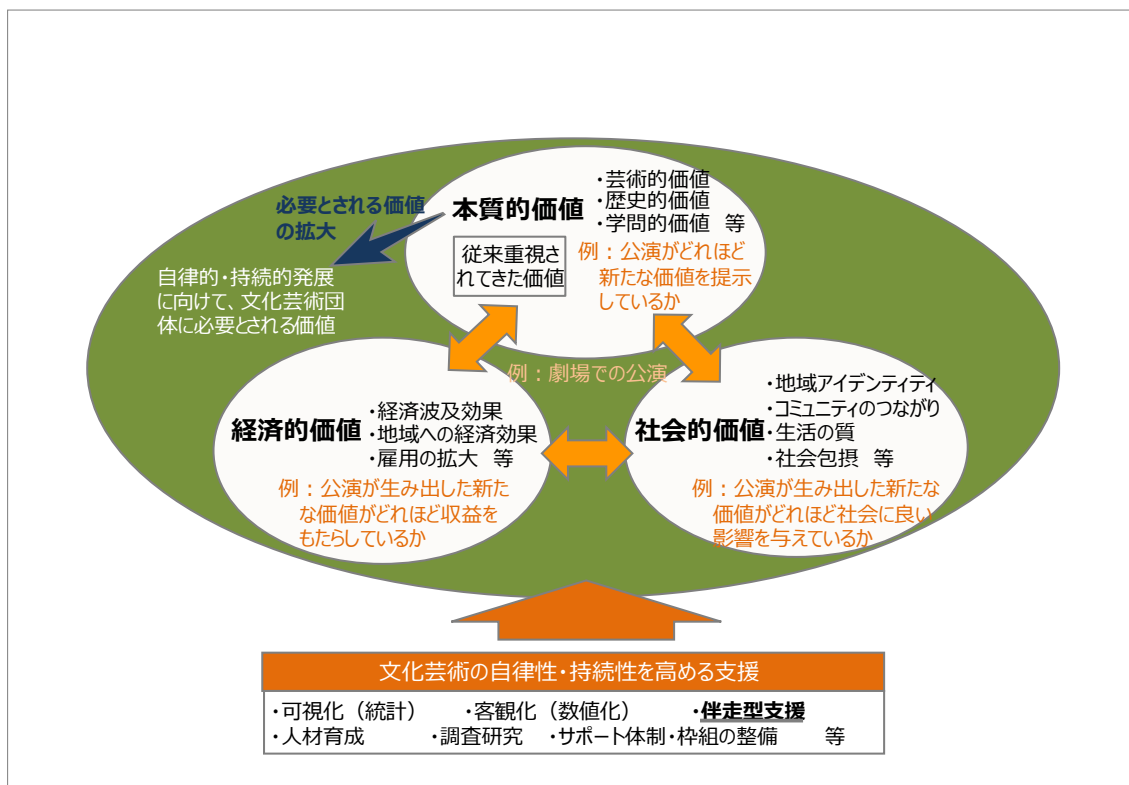 必要とされる価値
の拡大
本質的価値
・芸術的価値
・歴史的価値
・学問的価値 等
従来重視さ
れてきた価値
例：公演がどれほど
新たな価値を提示
しているか
自律的・持続的発展
に向けて、文化芸術団
体に必要とされる価値
例：劇場での公演
経済的価値
・経済波及効果
・地域への経済効果
・雇用の拡大 等
例：公演が生み出した新た
な価値がどれほど収益を
もたらしているか
社会的価値
・地域アイデンティティ
・コミュニティのつながり
・生活の質
・社会包摂 等
例：公演が生み出した新たな
価値がどれほど社会に良い
影響を与えているか
文化芸術の自律性・持続性を高める支援
・可視化（統計） ・客観化（数値化） ・伴走型支援
・人材育成 ・調査研究 ・サポート体制・枠組の整備 等